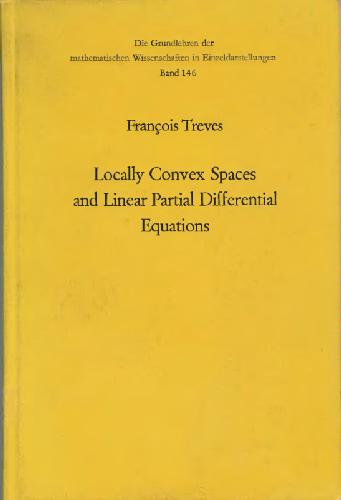 Die Grundlehren der
mathematischen Wissenschaften in Einzeldarstellungen
Band 146
François Treves
Locally Convex Spaces
and Linear Partial Differential
Equations